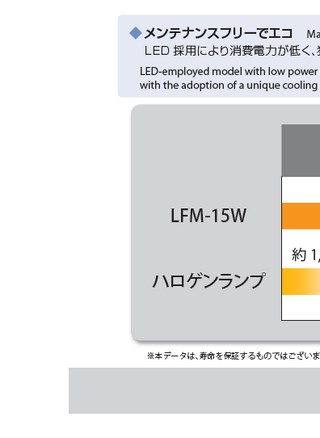 ◆メンテナンスフリーでエコ Ma
LED 採用により消費電力が低く、
LED-employed model with low power
with the adoption of a unique cooling
LFM-15W
約 1,
ハロゲンランプ
※本データは、寿命を保証するものではございま